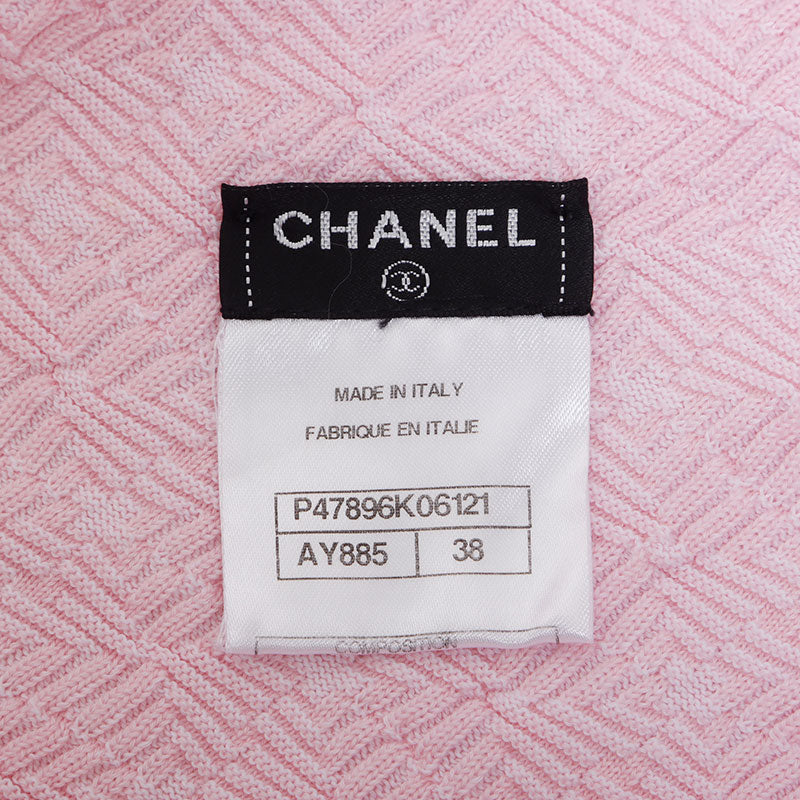 CHANEL
MADE IN ITALY
FABRIQUE EN ITALIE
P47896K06121
AY885 38
COMPOSITION